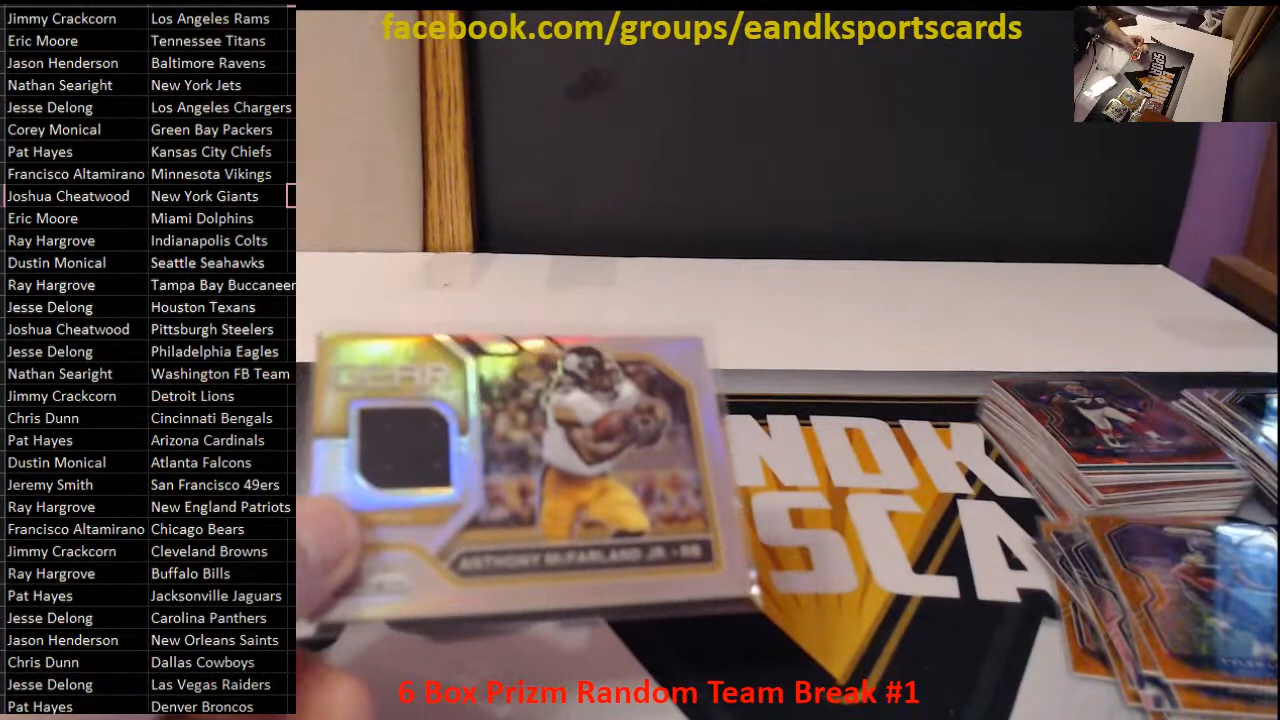 Jimmy Crackcorn Los Angeles Rams
Eric Moore Tennessee Titans
Jason Henderson Baltimore Ravens
Nathan Searight New York Jets
Jesse Delong Los Angeles Chargers
Corey Monical Green Bay Packers
Pat Hayes Kansas City Chiefs
Francisco Altamirano Minnesota Vikings
Joshua Cheatwood New York Giants
Eric Moore Miami Dolphins
Ray Hargrove Indianapolis Colts
Dustin Monical Seattle Seahawks
Ray Hargrove Tampa Bay Buccaneer
Jesse Delong Houston Texans
Joshua Cheatwood Pittsburgh Steelers
Jesse Delong Philadelphia Eagles
Nathan Searight Washington FB Team
Jimmy Crackcorn Detroit Lions
Chris Dunn Cincinnati Bengals
Pat Hayes Arizona Cardinals
Dustin Monical Atlanta Falcons
Jeremy Smith San Francisco 49ers
Ray Hargrove New England Patriots
Francisco Altamirano Chicago Bears
Jimmy Crackcorn Cleveland Browns
Ray Hargrove Buffalo Bills
Pat Hayes Jacksonville Jaguars
Jesse Delong Carolina Panthers
Jason Henderson New Orleans Saints
Chris Dunn Dallas Cowboys
Jesse Delong Las Vegas Raiders
Pat Hayes Denver Broncos
facebook.com/groups/eandksportscards
GEAR
ANTHONY McFARLAND JR. • RB
NDK
SCA
6 Box Prizm Random Team Break #1